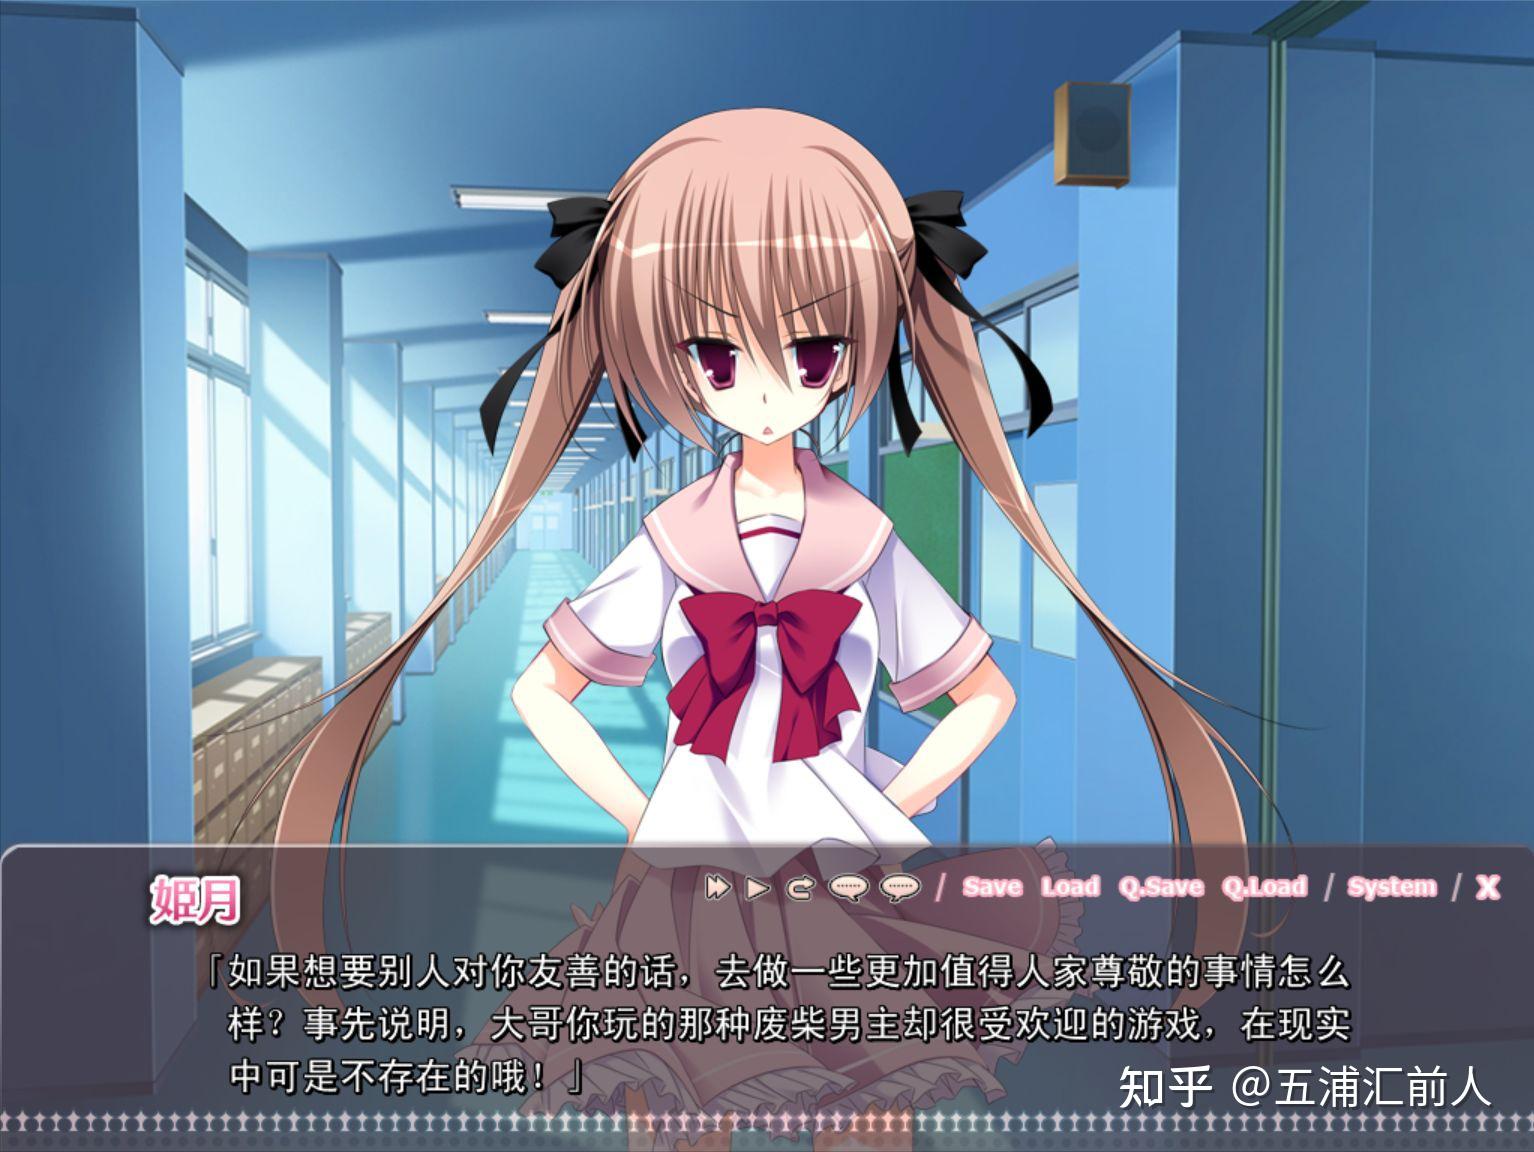 姫月
Save Load Q.Save Q.Load / System / X
「如果想要别人对你友善的话，去做一些更加值得人家尊敬的事情怎么
样？事先说明，大哥你玩的那种废柴男主却很受欢迎的游戏，在现实
中可是不存在的哦！」
知乎 @五浦汇前人